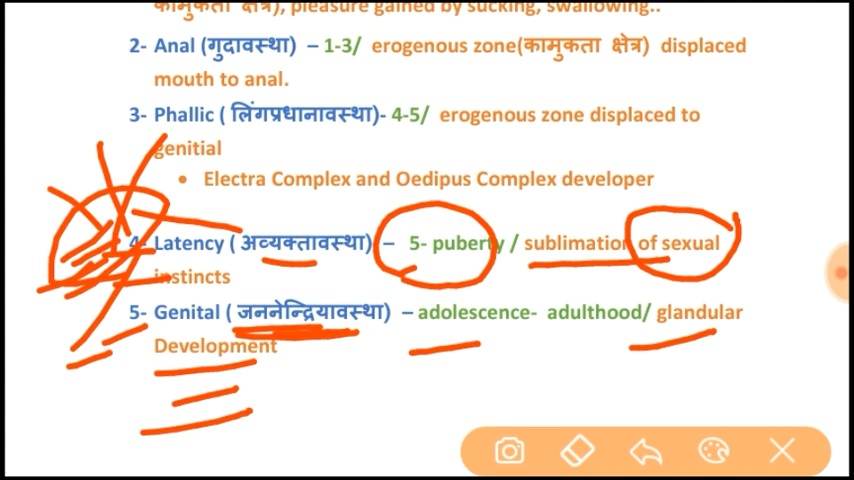 कामुकता क्षेत्र), pleasure gained by sucking, swallowing..
2- Anal (गुदावस्था) – 1-3/ erogenous zone(कामुकता क्षेत्र) displaced
mouth to anal.
3- Phallic ( लिंगप्रधानावस्था)- 4-5/ erogenous zone displaced to
genitial
• Electra Complex and Oedipus Complex developer
4- Latency ( अव्यक्तावस्था) – 5- puberty / sublimation of sexual
instincts
5- Genital ( जननेन्द्रियावस्था) – adolescence- adulthood/ glandular
Development